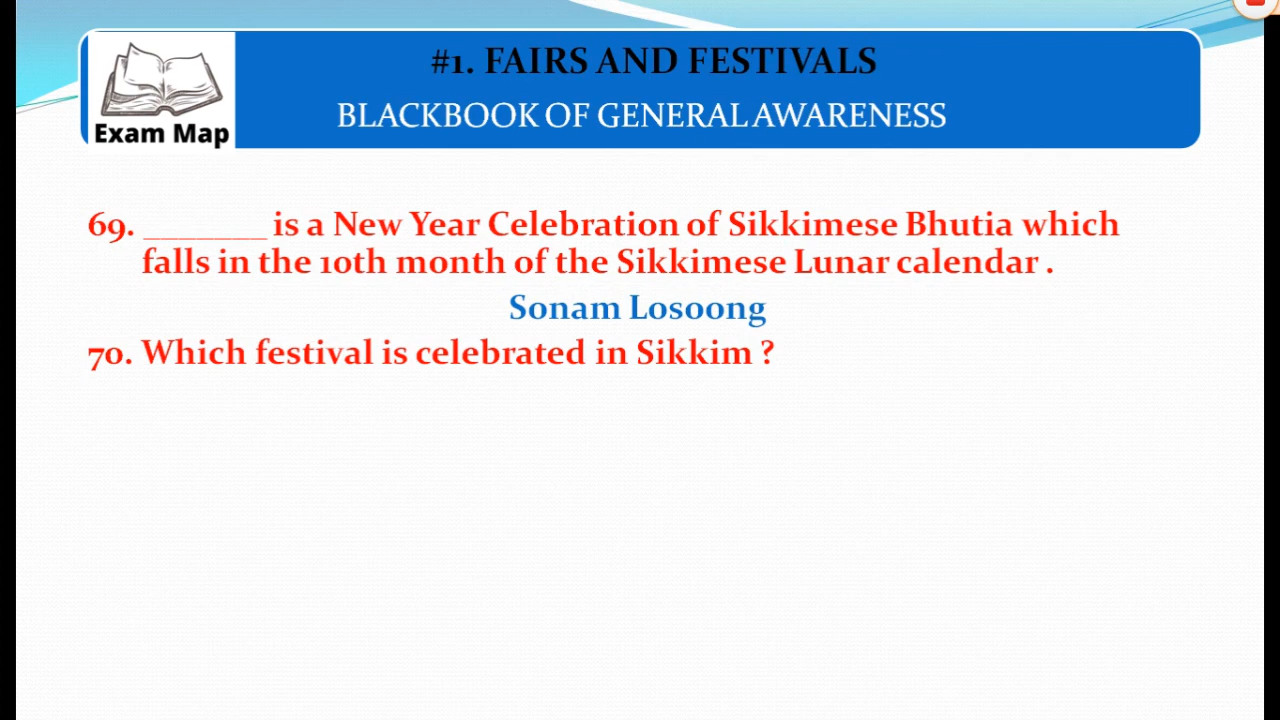 #1. FAIRS AND FESTIVALS
BLACKBOOK OF GENERAL AWARENESS
Exam Map
69. _______ is a New Year Celebration of Sikkimese Bhutia which
falls in the 10th month of the Sikkimese Lunar calendar .
Sonam Losoong
70. Which festival is celebrated in Sikkim ?